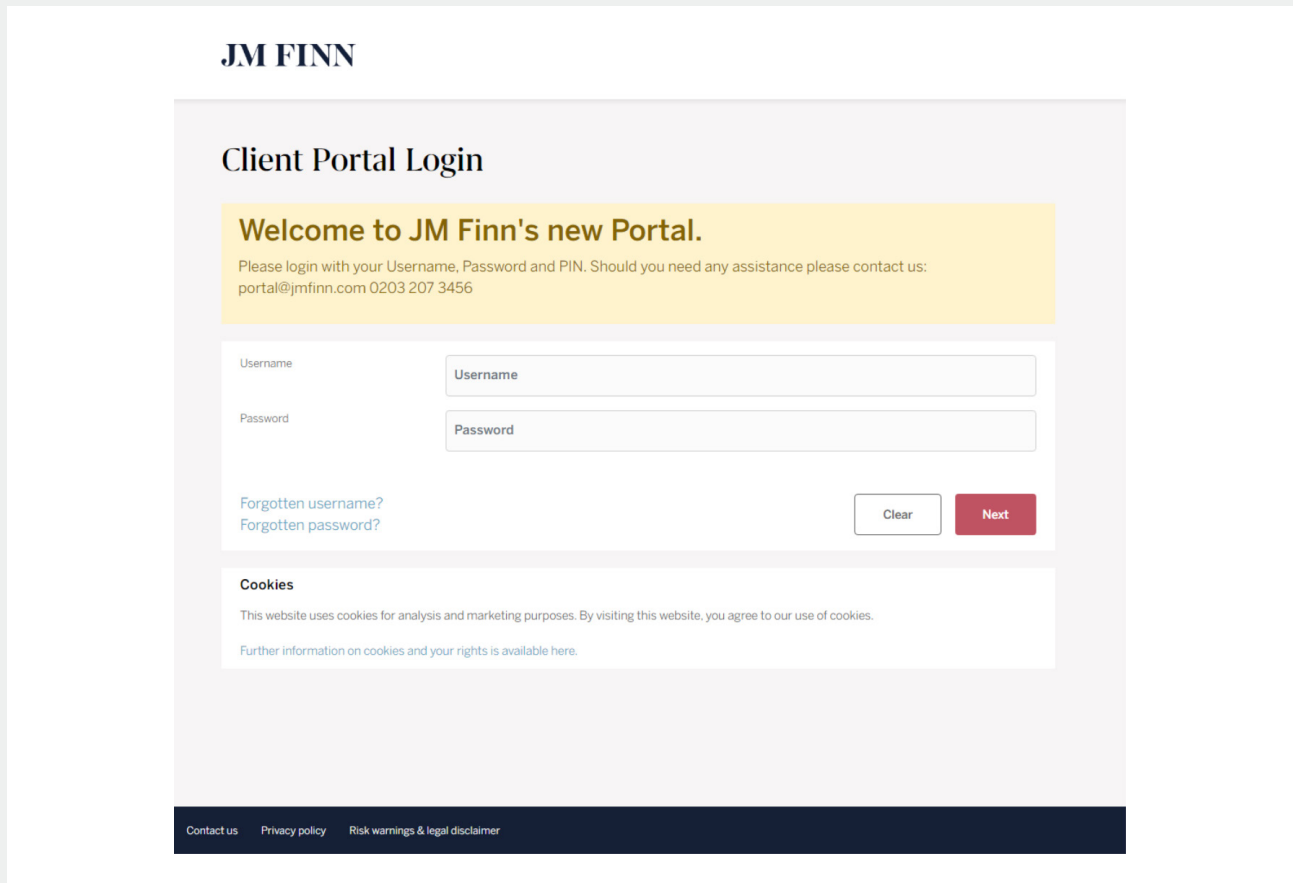 JM FINN
Client Portal Login
Welcome to JM Finn's new Portal.
Please login with your Username, Password and PIN. Should you need any assistance please contact us:
portal@jmfinn.com 0203 207 3456
Username
Username
Password
Password
Forgotten username?
Forgotten password?
Clear
Next
Cookies
This website uses cookies for analysis and marketing purposes. By visiting this website, you agree to our use of cookies.
Further information on cookies and your rights is available here.
Contact us Privacy policy Risk warnings & legal disclaimer